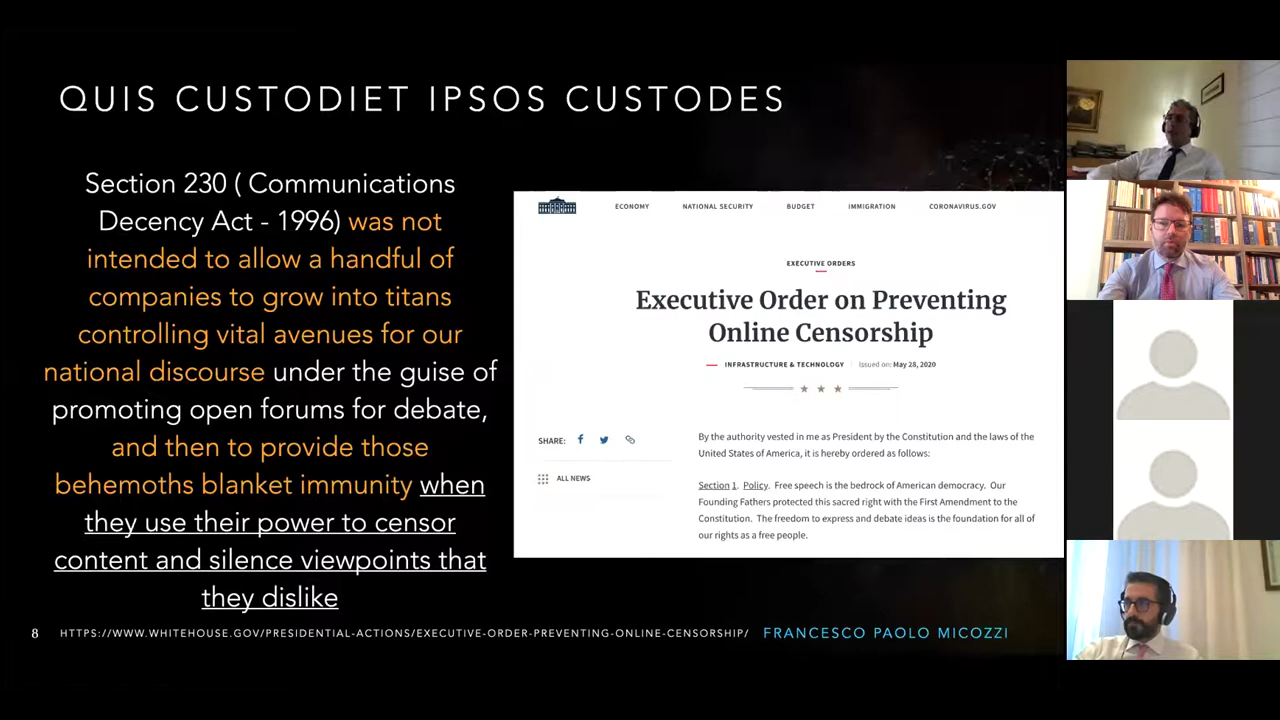 QUIS CUSTODIET IPSOS CUSTODES
Section 230 ( Communications
Decency Act - 1996) was not
intended to allow a handful of
companies to grow into titans
controlling vital avenues for our
national discourse under the guise of
promoting open forums for debate,
and then to provide those
behemoths blanket immunity when
they use their power to censor
content and silence viewpoints that
they dislike
ECONOMY NATIONAL SECURITY BUDGET IMMIGRATION CORONAVIRUS.GOV
EXECUTIVE ORDERS
Executive Order on Preventing
Online Censorship
INFRASTRUCTURE & TECHNOLOGY Issued on: May 28, 2020
SHARE:
ALL NEWS
By the authority vested in me as President by the Constitution and the laws of the
United States of America, it is hereby ordered as follows:
Section 1. Policy. Free speech is the bedrock of American democracy. Our
Founding Fathers protected this sacred right with the First Amendment to the
Constitution. The freedom to express and debate ideas is the foundation for all of
our rights as a free people.
8 HTTPS://WWW.WHITEHOUSE.GOV/PRESIDENTIAL-ACTIONS/EXECUTIVE-ORDER-PREVENTING-ONLINE-CENSORSHIP/ FRANCESCO PAOLO MICOZZI